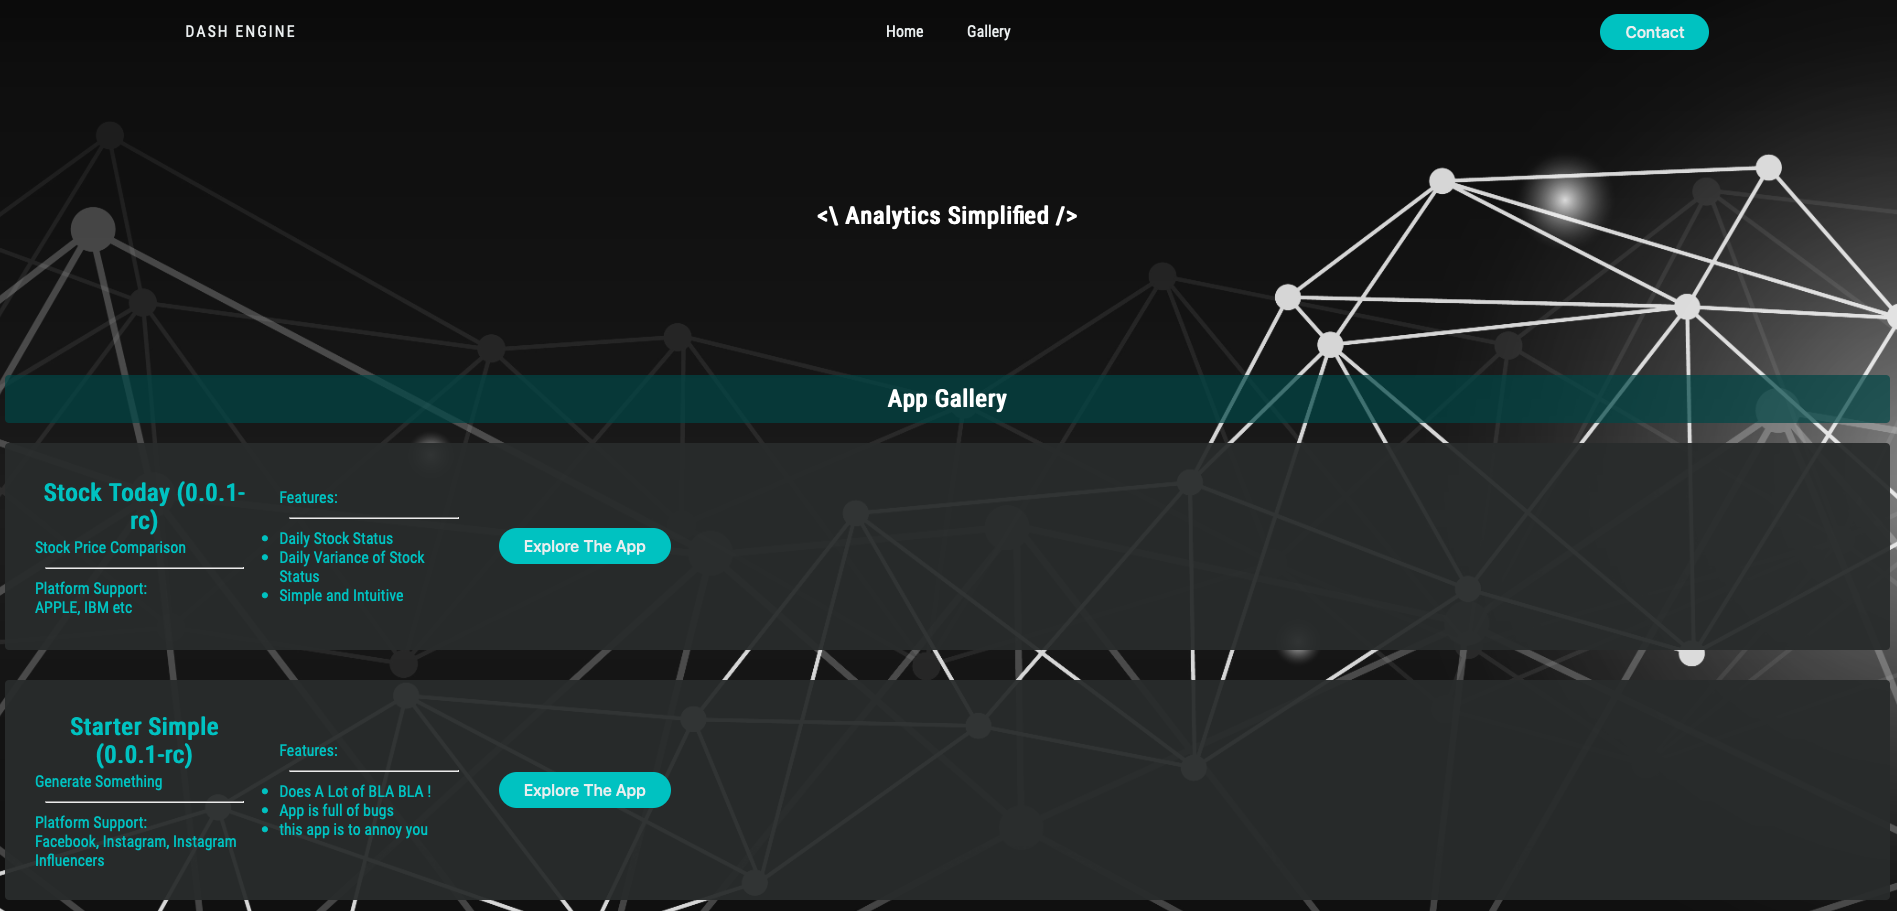 DASH ENGINE
Home
Gallery
Contact
<\ Analytics Simplified />
App Gallery
Stock Today (0.0.1-
rc)
Stock Price Comparison
Platform Support:
APPLE, IBM etc
Features:
Daily Stock Status
Daily Variance of Stock
Status
Simple and Intuitive
Explore The App
Starter Simple
(0.0.1-rc)
Generate Something
Platform Support:
Facebook, Instagram, Instagram
Influencers
Features:
Does A Lot of BLA BLA !
App is full of bugs
this app is to annoy you
Explore The App